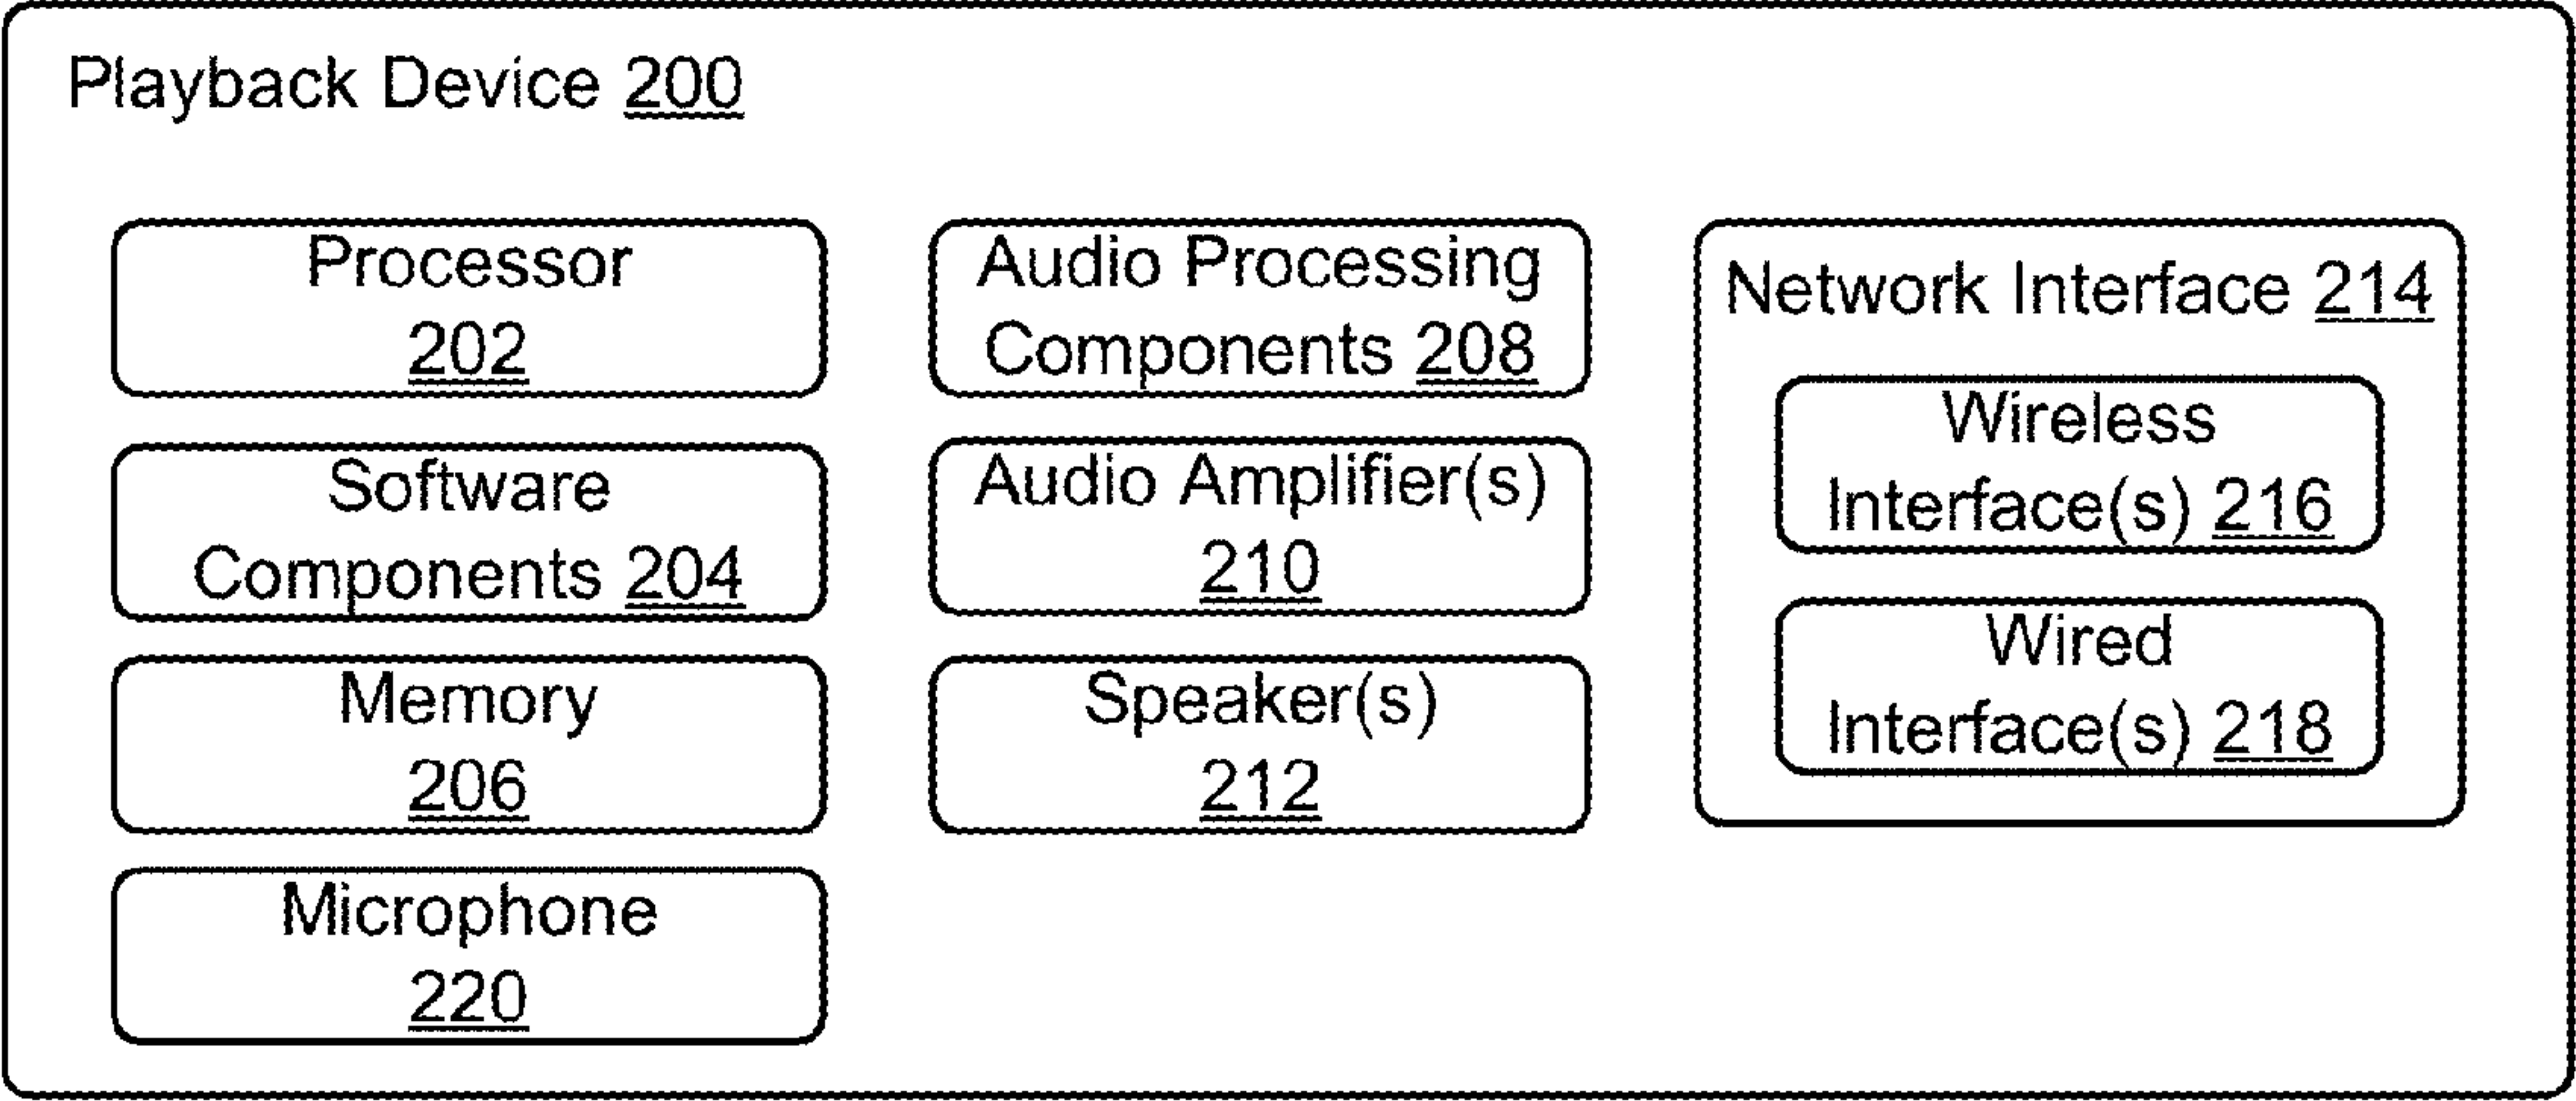 Playback Device 200
Processor
202
Software
Components 204
Memory
206
Microphone
220
Audio Processing
Components 208
Audio Amplifier(s)
210
Speaker(s)
212
Network Interface 214
Wireless
Interface(s) 216
Wired
Interface(s) 218